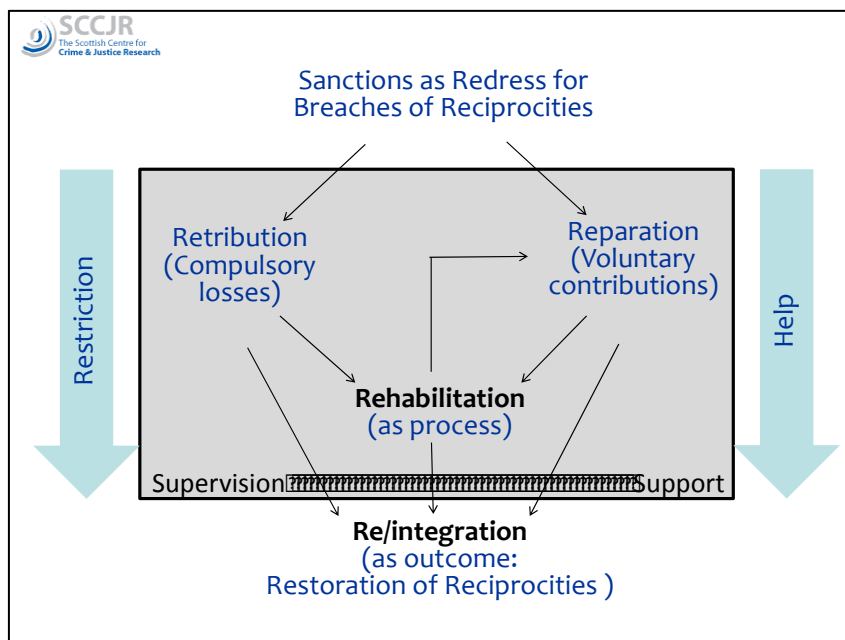 SCCJR
The Scottish Centre for
Crime & Justice Research
Sanctions as Redress for
Breaches of Reciprocities
Restriction
Retribution
(Compulsory
losses)
Reparation
(Voluntary
contributions)
Help
Rehabilitation
(as process)
Supervision
Support
Re/integration
(as outcome:
Restoration of Reciprocities )